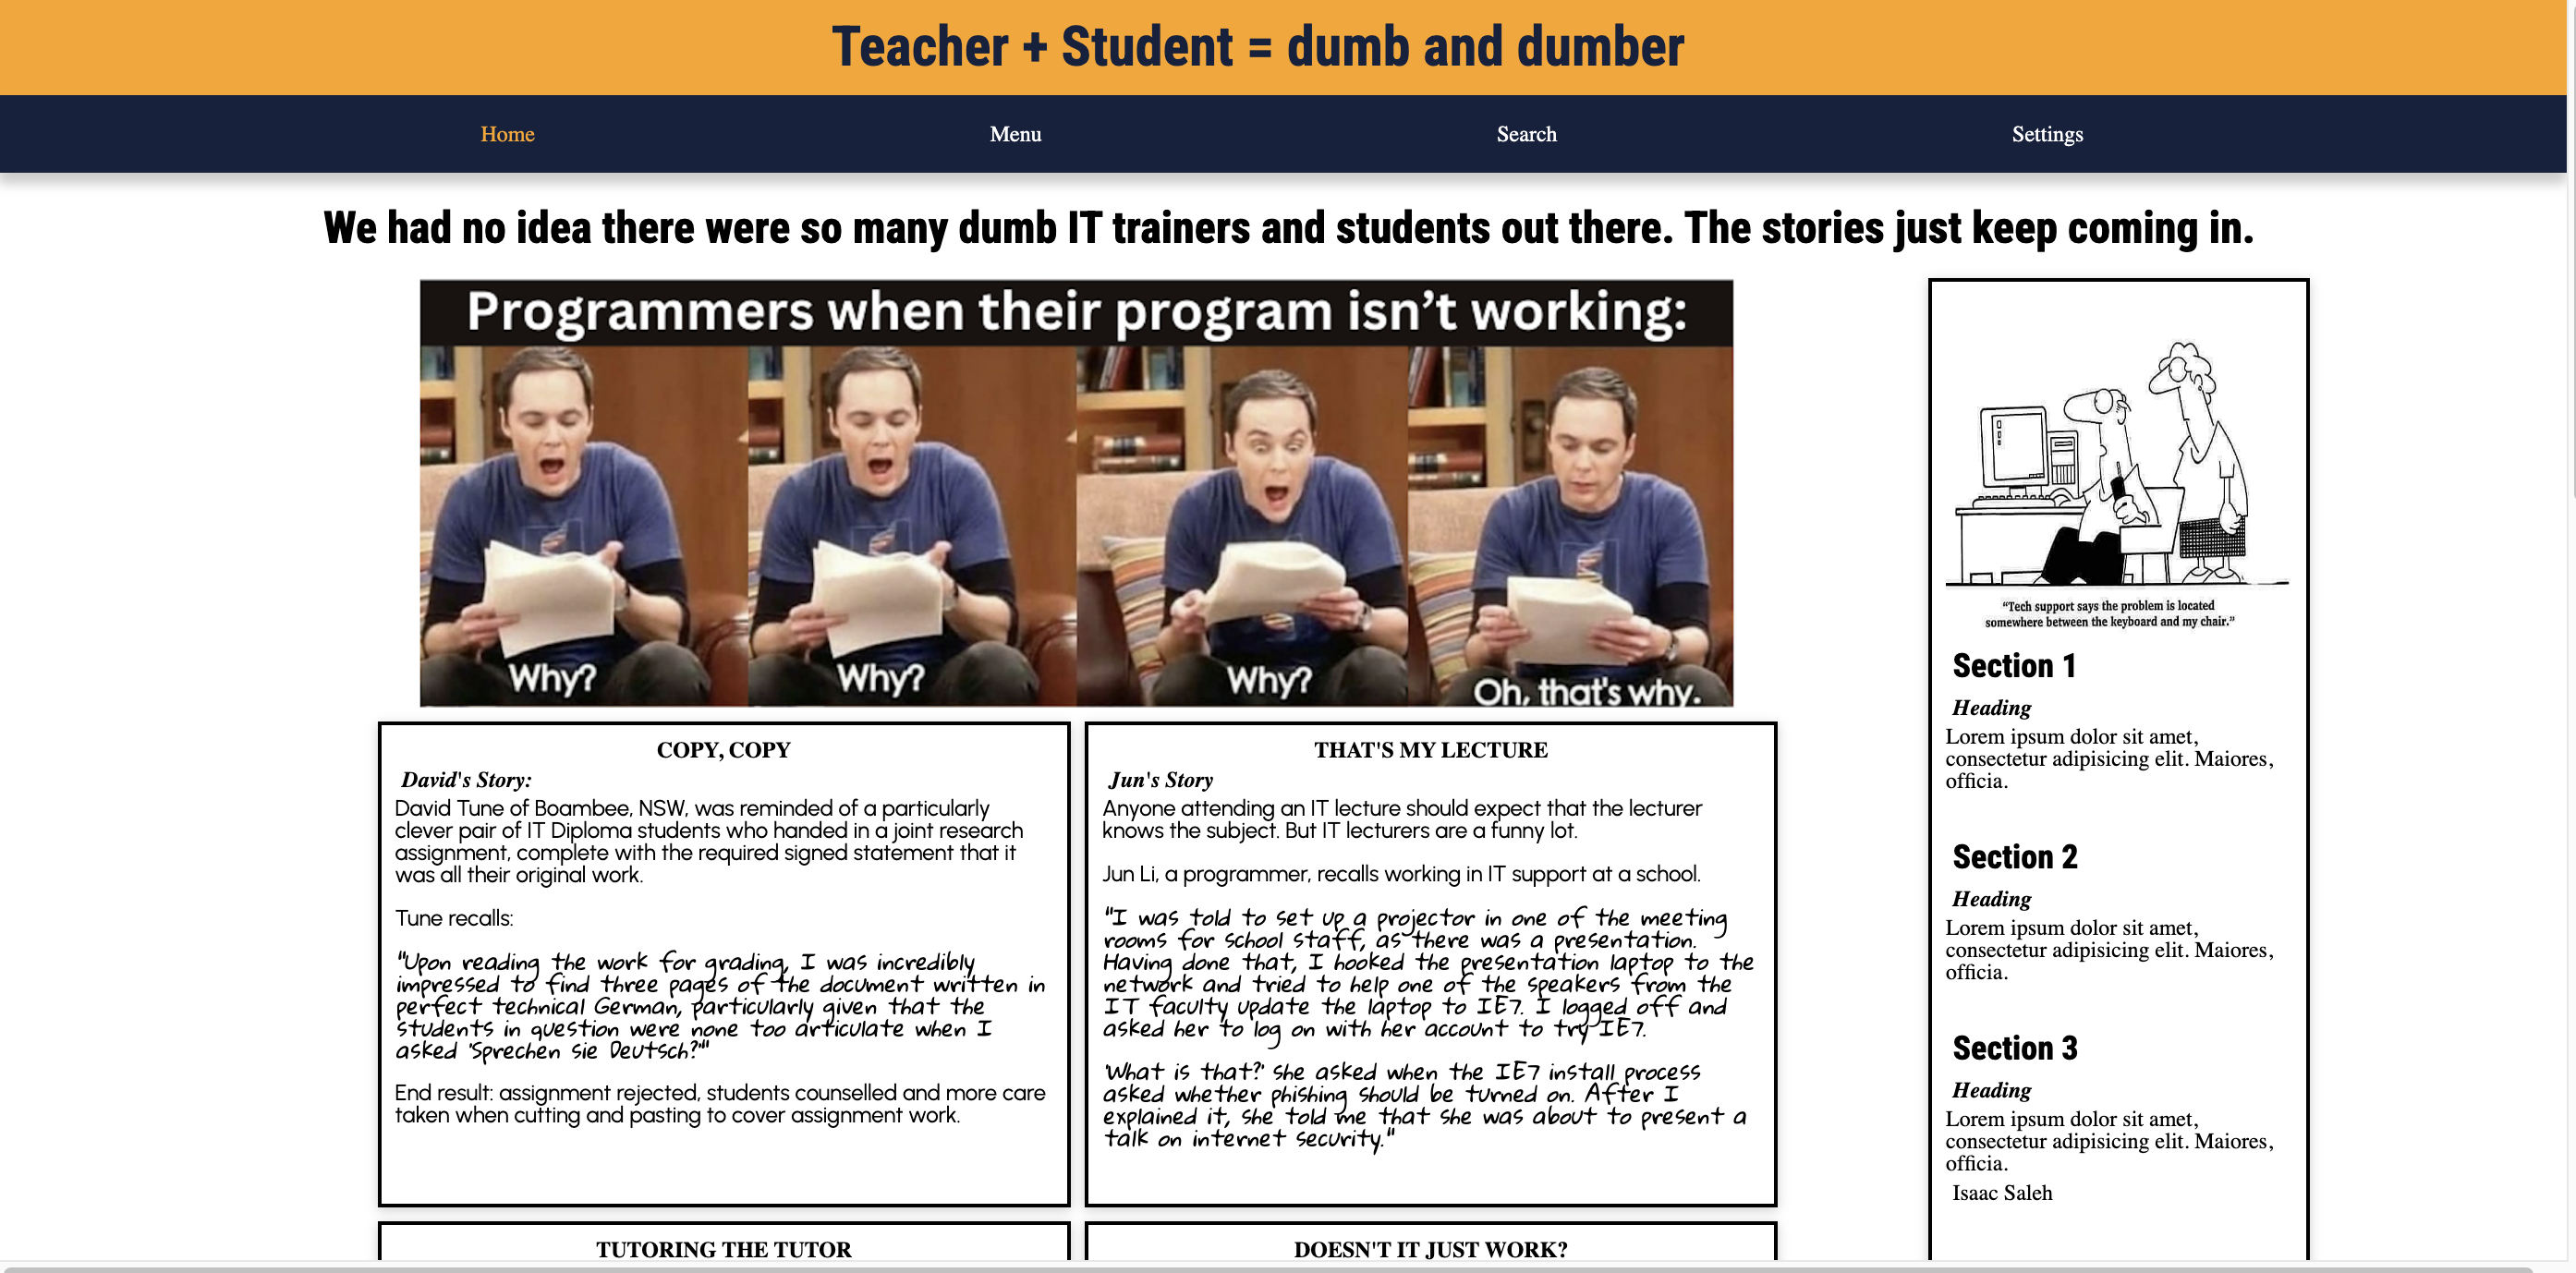 Teacher + Student = dumb and dumber
Home
Menu
Search
Settings
We had no idea there were so many dumb IT trainers and students out there. The stories just keep coming in.
Programmers when their program isn't working:
Why?
Why?
Why?
Oh, that's why.
COPY, COPY
David's Story:
David Tune of Boambee, NSW, was reminded of a particularly
clever pair of IT Diploma students who handed in a joint research
assignment, complete with the required signed statement that it
was all their original work.
Tune recalls:
"Upon reading the work for grading, I was incredibly
impressed to find three pages of the document written in
perfect technical German, particularly given that the
students in question were none too articulate when I
asked 'Sprechen sie Deutsch?'"
End result: assignment rejected, students counselled and more care
taken when cutting and pasting to cover assignment work.
THAT'S MY LECTURE
Jun's Story
Anyone attending an IT lecture should expect that the lecturer
knows the subject. But IT lecturers are a funny lot.
Jun Li, a programmer, recalls working in IT support at a school.
"I was told to set up a projector in one of the meeting
rooms for school staff, as there was a presentation.
Having done that, I hooked the presentation laptop to the
network and tried to help one of the speakers from the
IT faculty update the laptop to IE7. I logged off and
asked her to log on with her account to try IE7.
'What is that?' she asked when the IE7 install process
asked whether phishing should be turned on. After I
explained it, she told me that she was about to present a
talk on internet security."
TUTORING THE TUTOR
DOESN'T IT JUST WORK?
"Tech support says the problem is located
somewhere between the keyboard and my chair."
Section 1
Heading
Lorem ipsum dolor sit amet,
consectetur adipisicing elit. Maiores,
officia.
Section 2
Heading
Lorem ipsum dolor sit amet,
consectetur adipisicing elit. Maiores,
officia.
Section 3
Heading
Lorem ipsum dolor sit amet,
consectetur adipisicing elit. Maiores,
officia.
Isaac Saleh